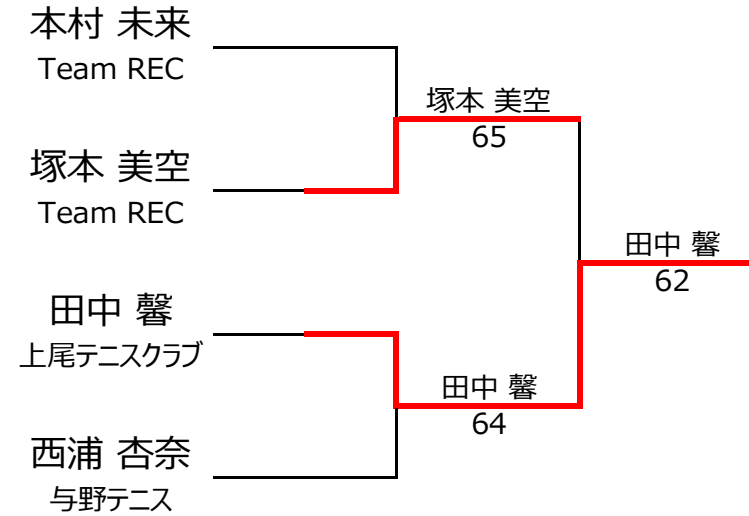 本村 未来
Team REC
塚本 美空
65
塚本 美空
Team REC
田中 馨
62
田中 馨
上尾テニスクラブ
田中 馨
64
西浦 杏奈
与野テニス